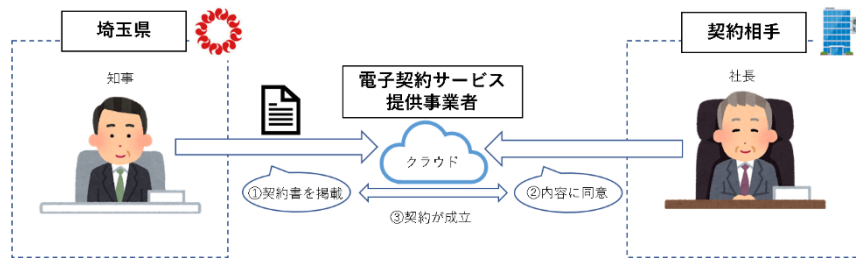 埼玉県
知事
電子契約サービス
提供事業者
クラウド
①契約書を掲載
②内容に同意
③契約が成立
契約相手
社長